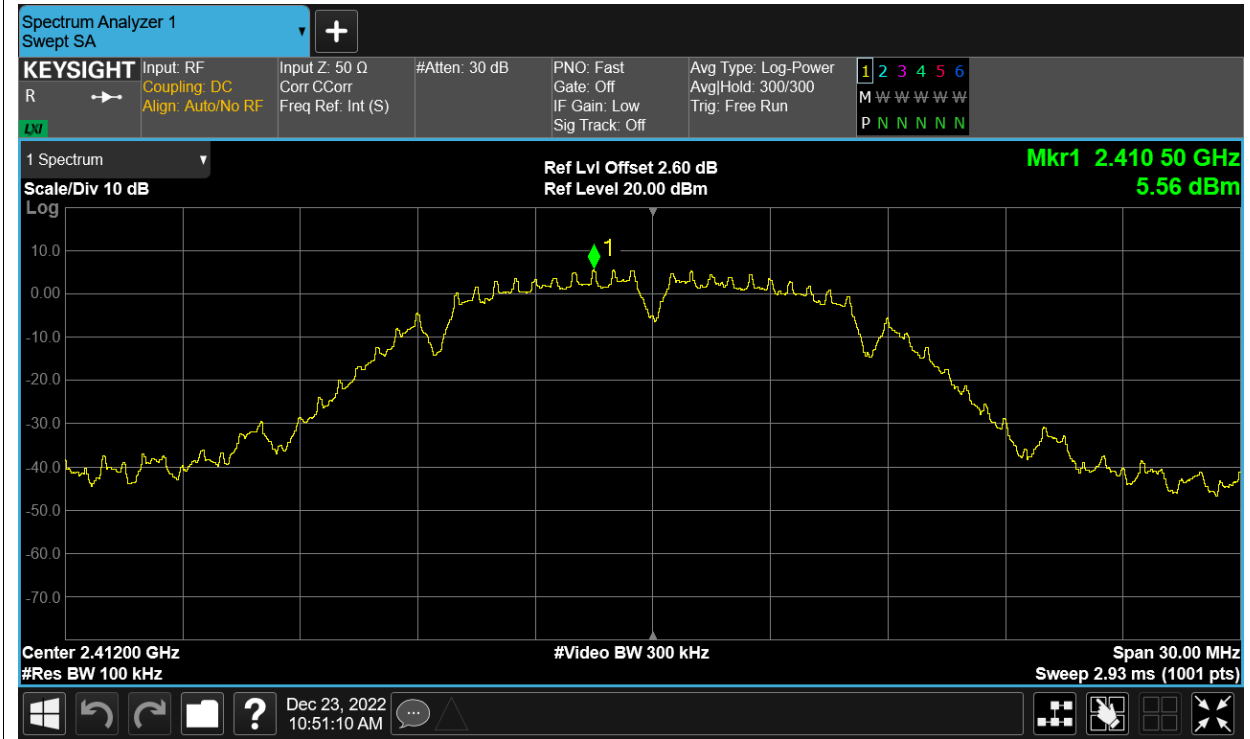 Spectrum Analyzer 1
Swept SA
KEYSIGHT
R
LXI
Input: RF
Coupling: DC
Align: Auto/No RF
Input Z: 50 Ω
Corr CCorr
Freq Ref: Int (S)
#Atten: 30 dB
PNO: Fast
Gate: Off
IF Gain: Low
Sig Track: Off
Avg Type: Log-Power
Avg|Hold: 300/300
Trig: Free Run
1 2 3 4 5 6
M W W W W W W
P N N N N N N
1 Spectrum
Scale/Div 10 dB
Log
Ref Lvl Offset 2.60 dB
Ref Level 20.00 dBm
Mkr1 2.410 50 GHz
5.56 dBm
1
10.0
0.00
-10.0
-20.0
-30.0
-40.0
-50.0
-60.0
-70.0
Center 2.41200 GHz
#Res BW 100 kHz
#Video BW 300 kHz
Span 30.00 MHz
Sweep 2.93 ms (1001 pts)
?
Dec 23, 2022
10:51:10 AM